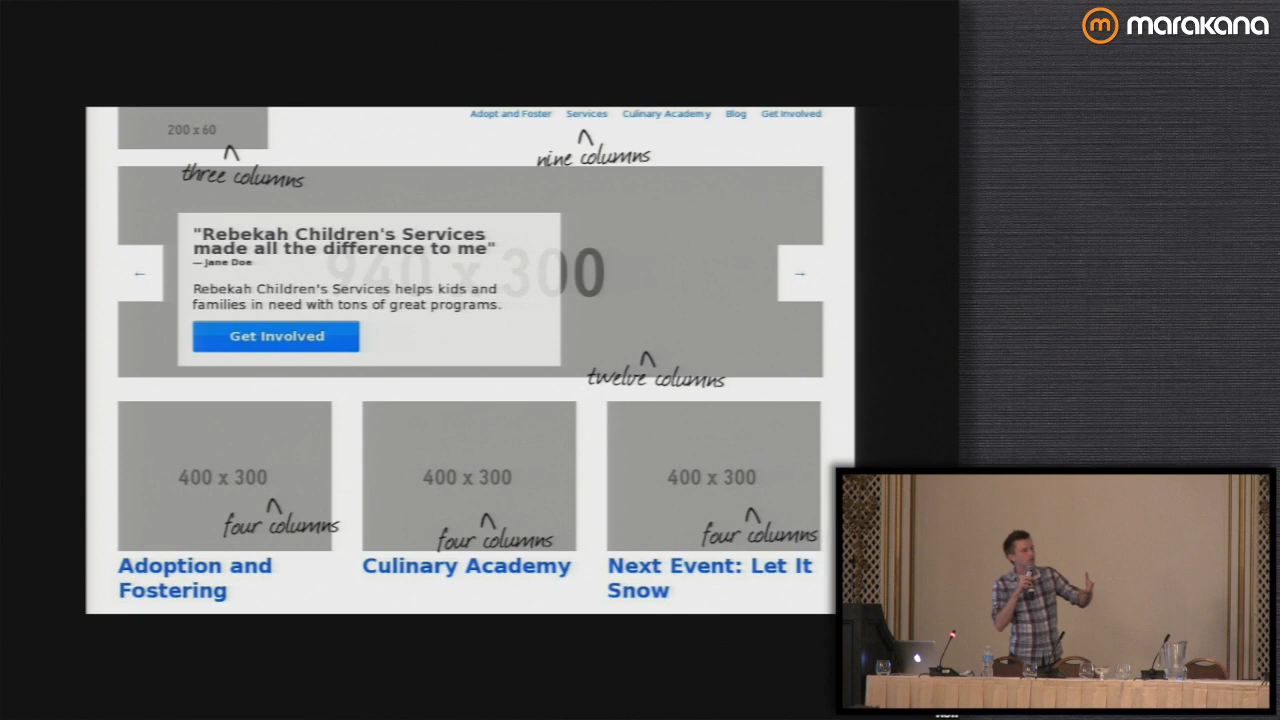 marakana
Adopt and Foster Services Culinary Academy Blog Get Involved
200 x 60
three columns
nine columns
"Rebekah Children's Services
made all the difference to me"
— Jane Doe
940 x 300
Rebekah Children's Services helps kids and
families in need with tons of great programs.
Get Involved
←
→
twelve columns
400 x 300
400 x 300
400 x 300
four columns
four columns
four columns
Adoption and
Fostering
Culinary Academy
Next Event: Let It
Snow